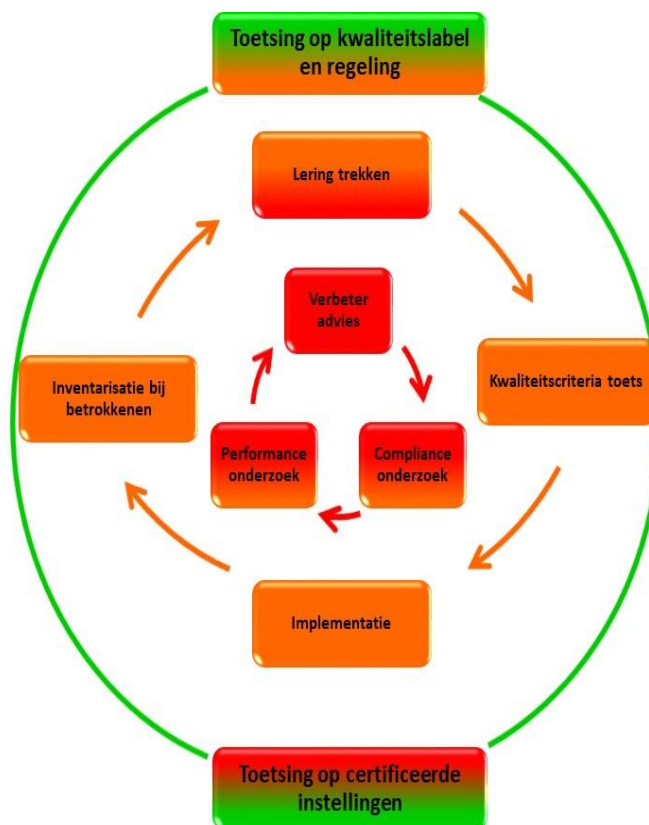 Toetsing op kwaliteitslabel
en regeling
Lering trekken
Verbeter
advies
Inventarisatie bij
betrokkenen
Kwaliteitscriteria toets
Performance
onderzoek
Compliance
onderzoek
Implementatie
Toetsing op certificeerde
instellingen